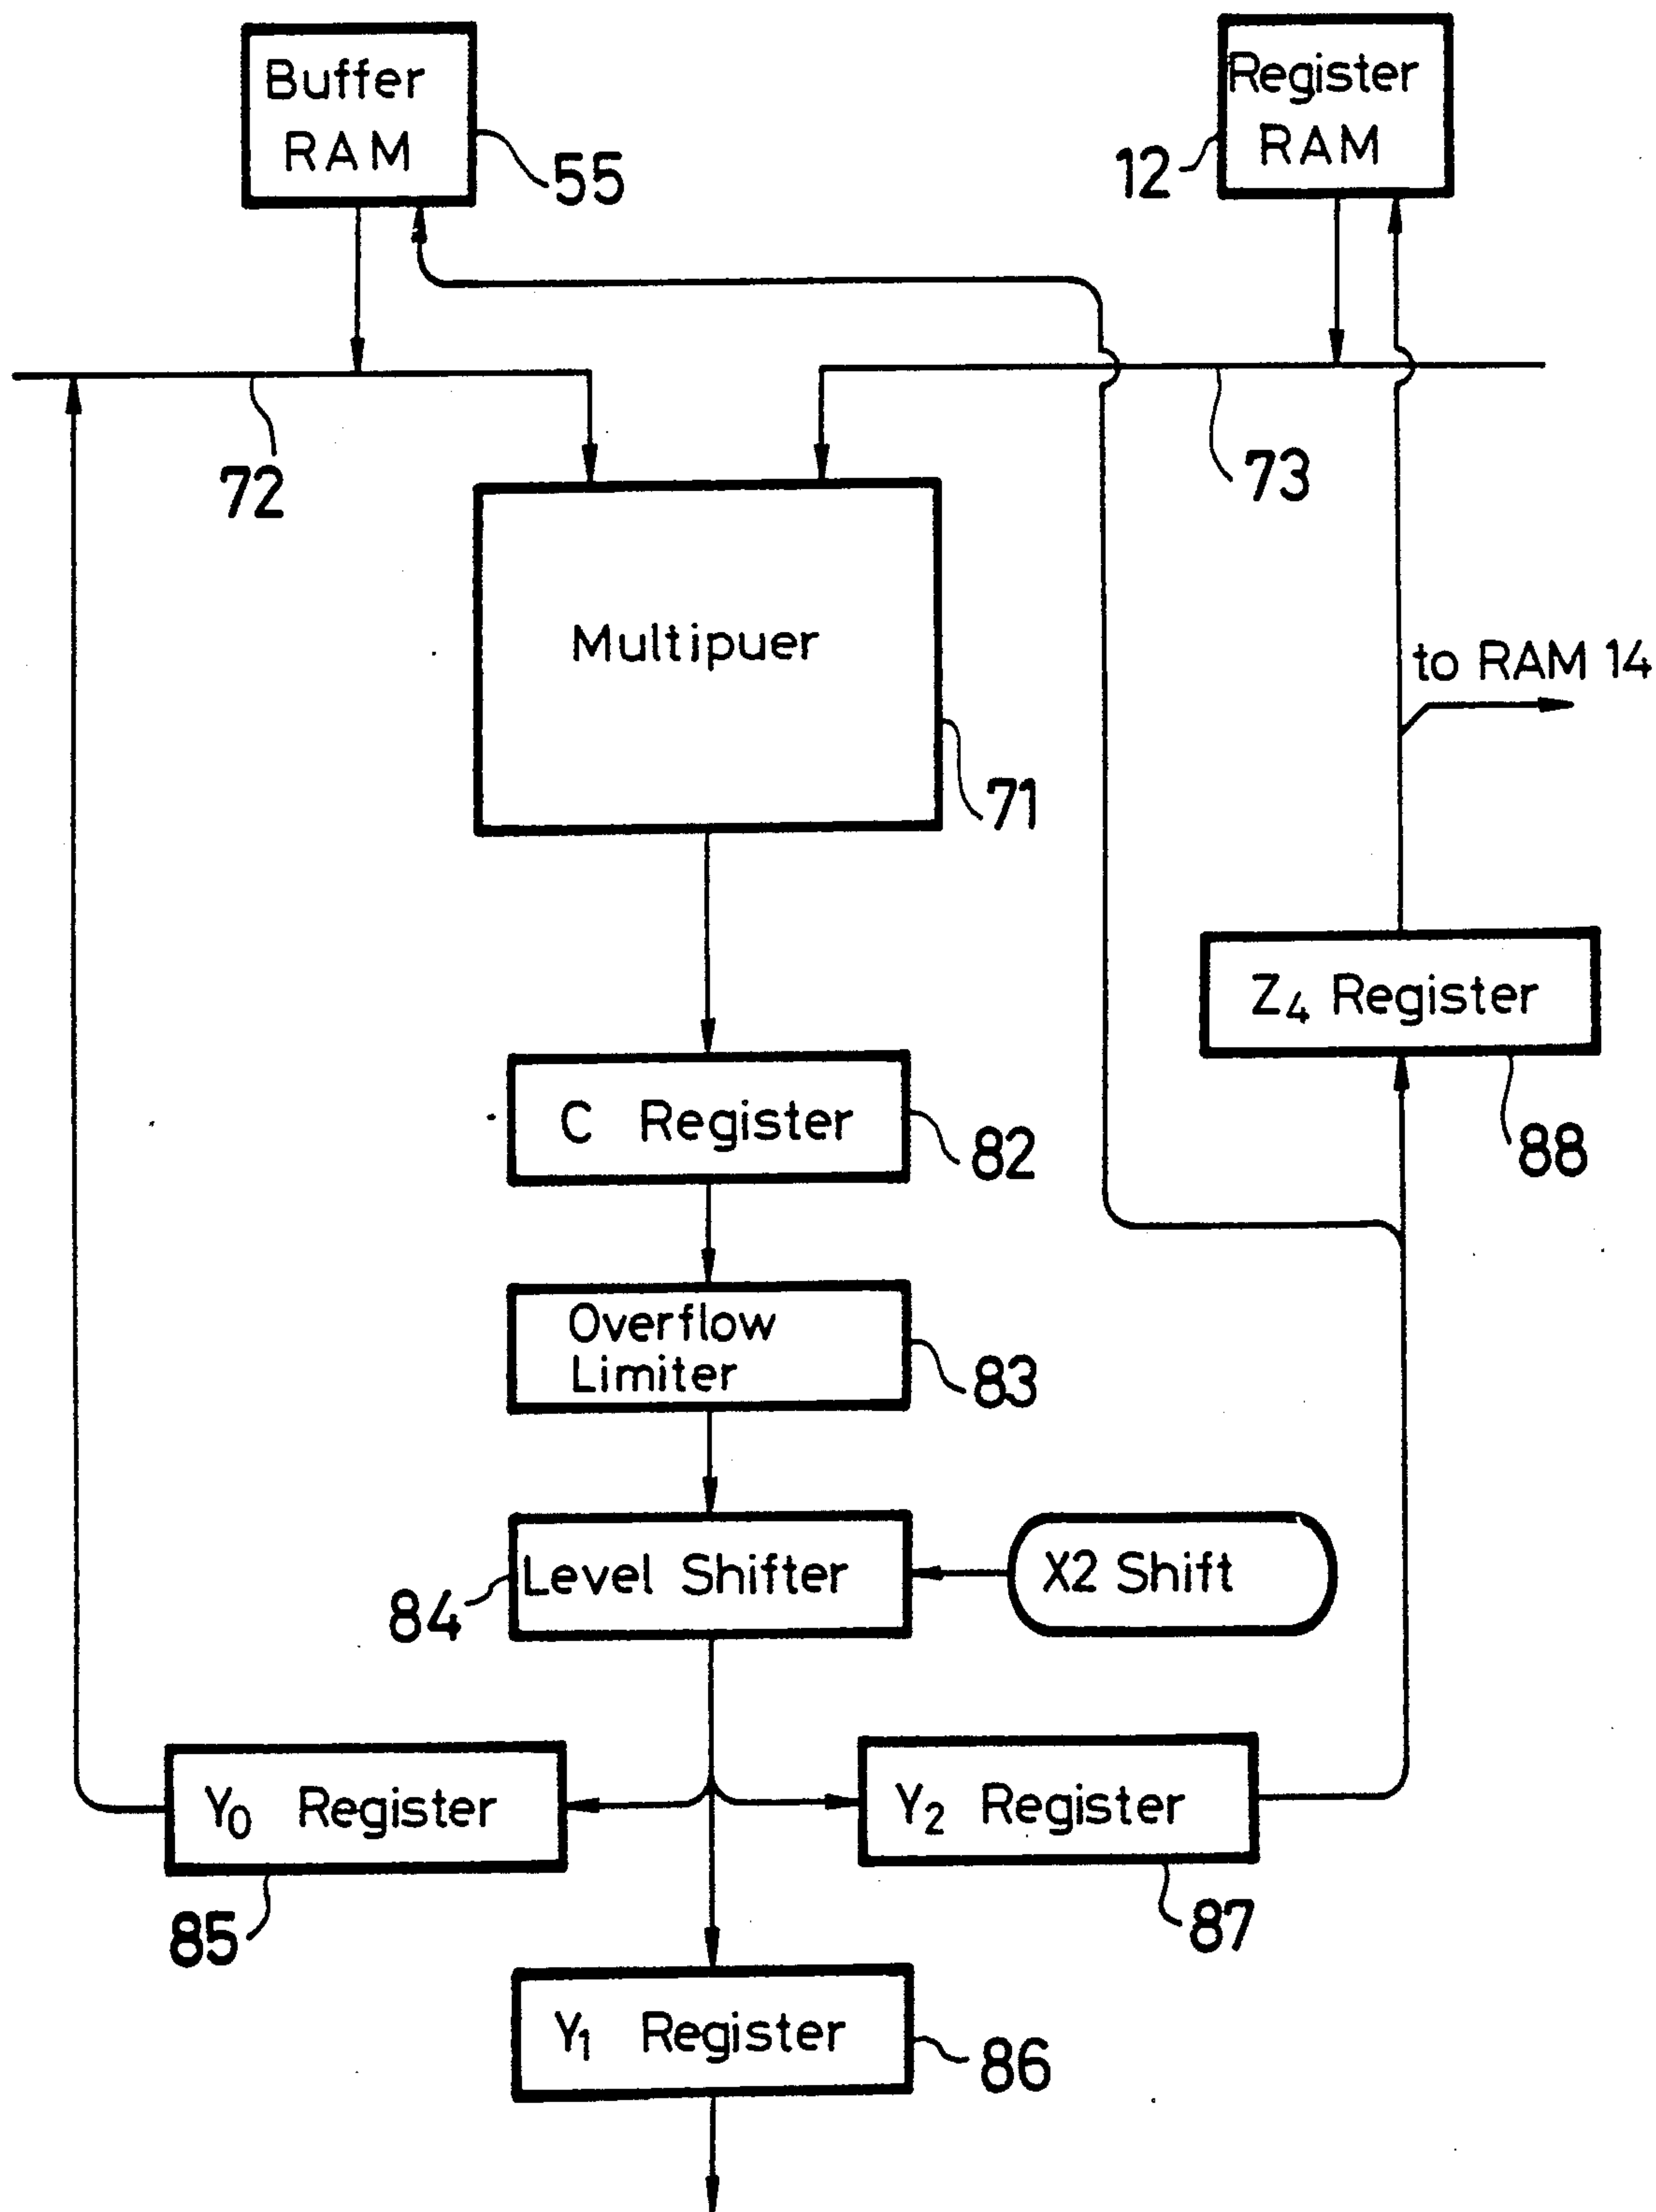 Buffer
RAM
55
Register
RAM
12
72
73
Multipuer
71
to RAM 14
Z4 Register
88
C Register
82
Overflow
Limiter
83
Level Shifter
84
X2 Shift
Y0 Register
85
Y2 Register
87
Y1 Register
86